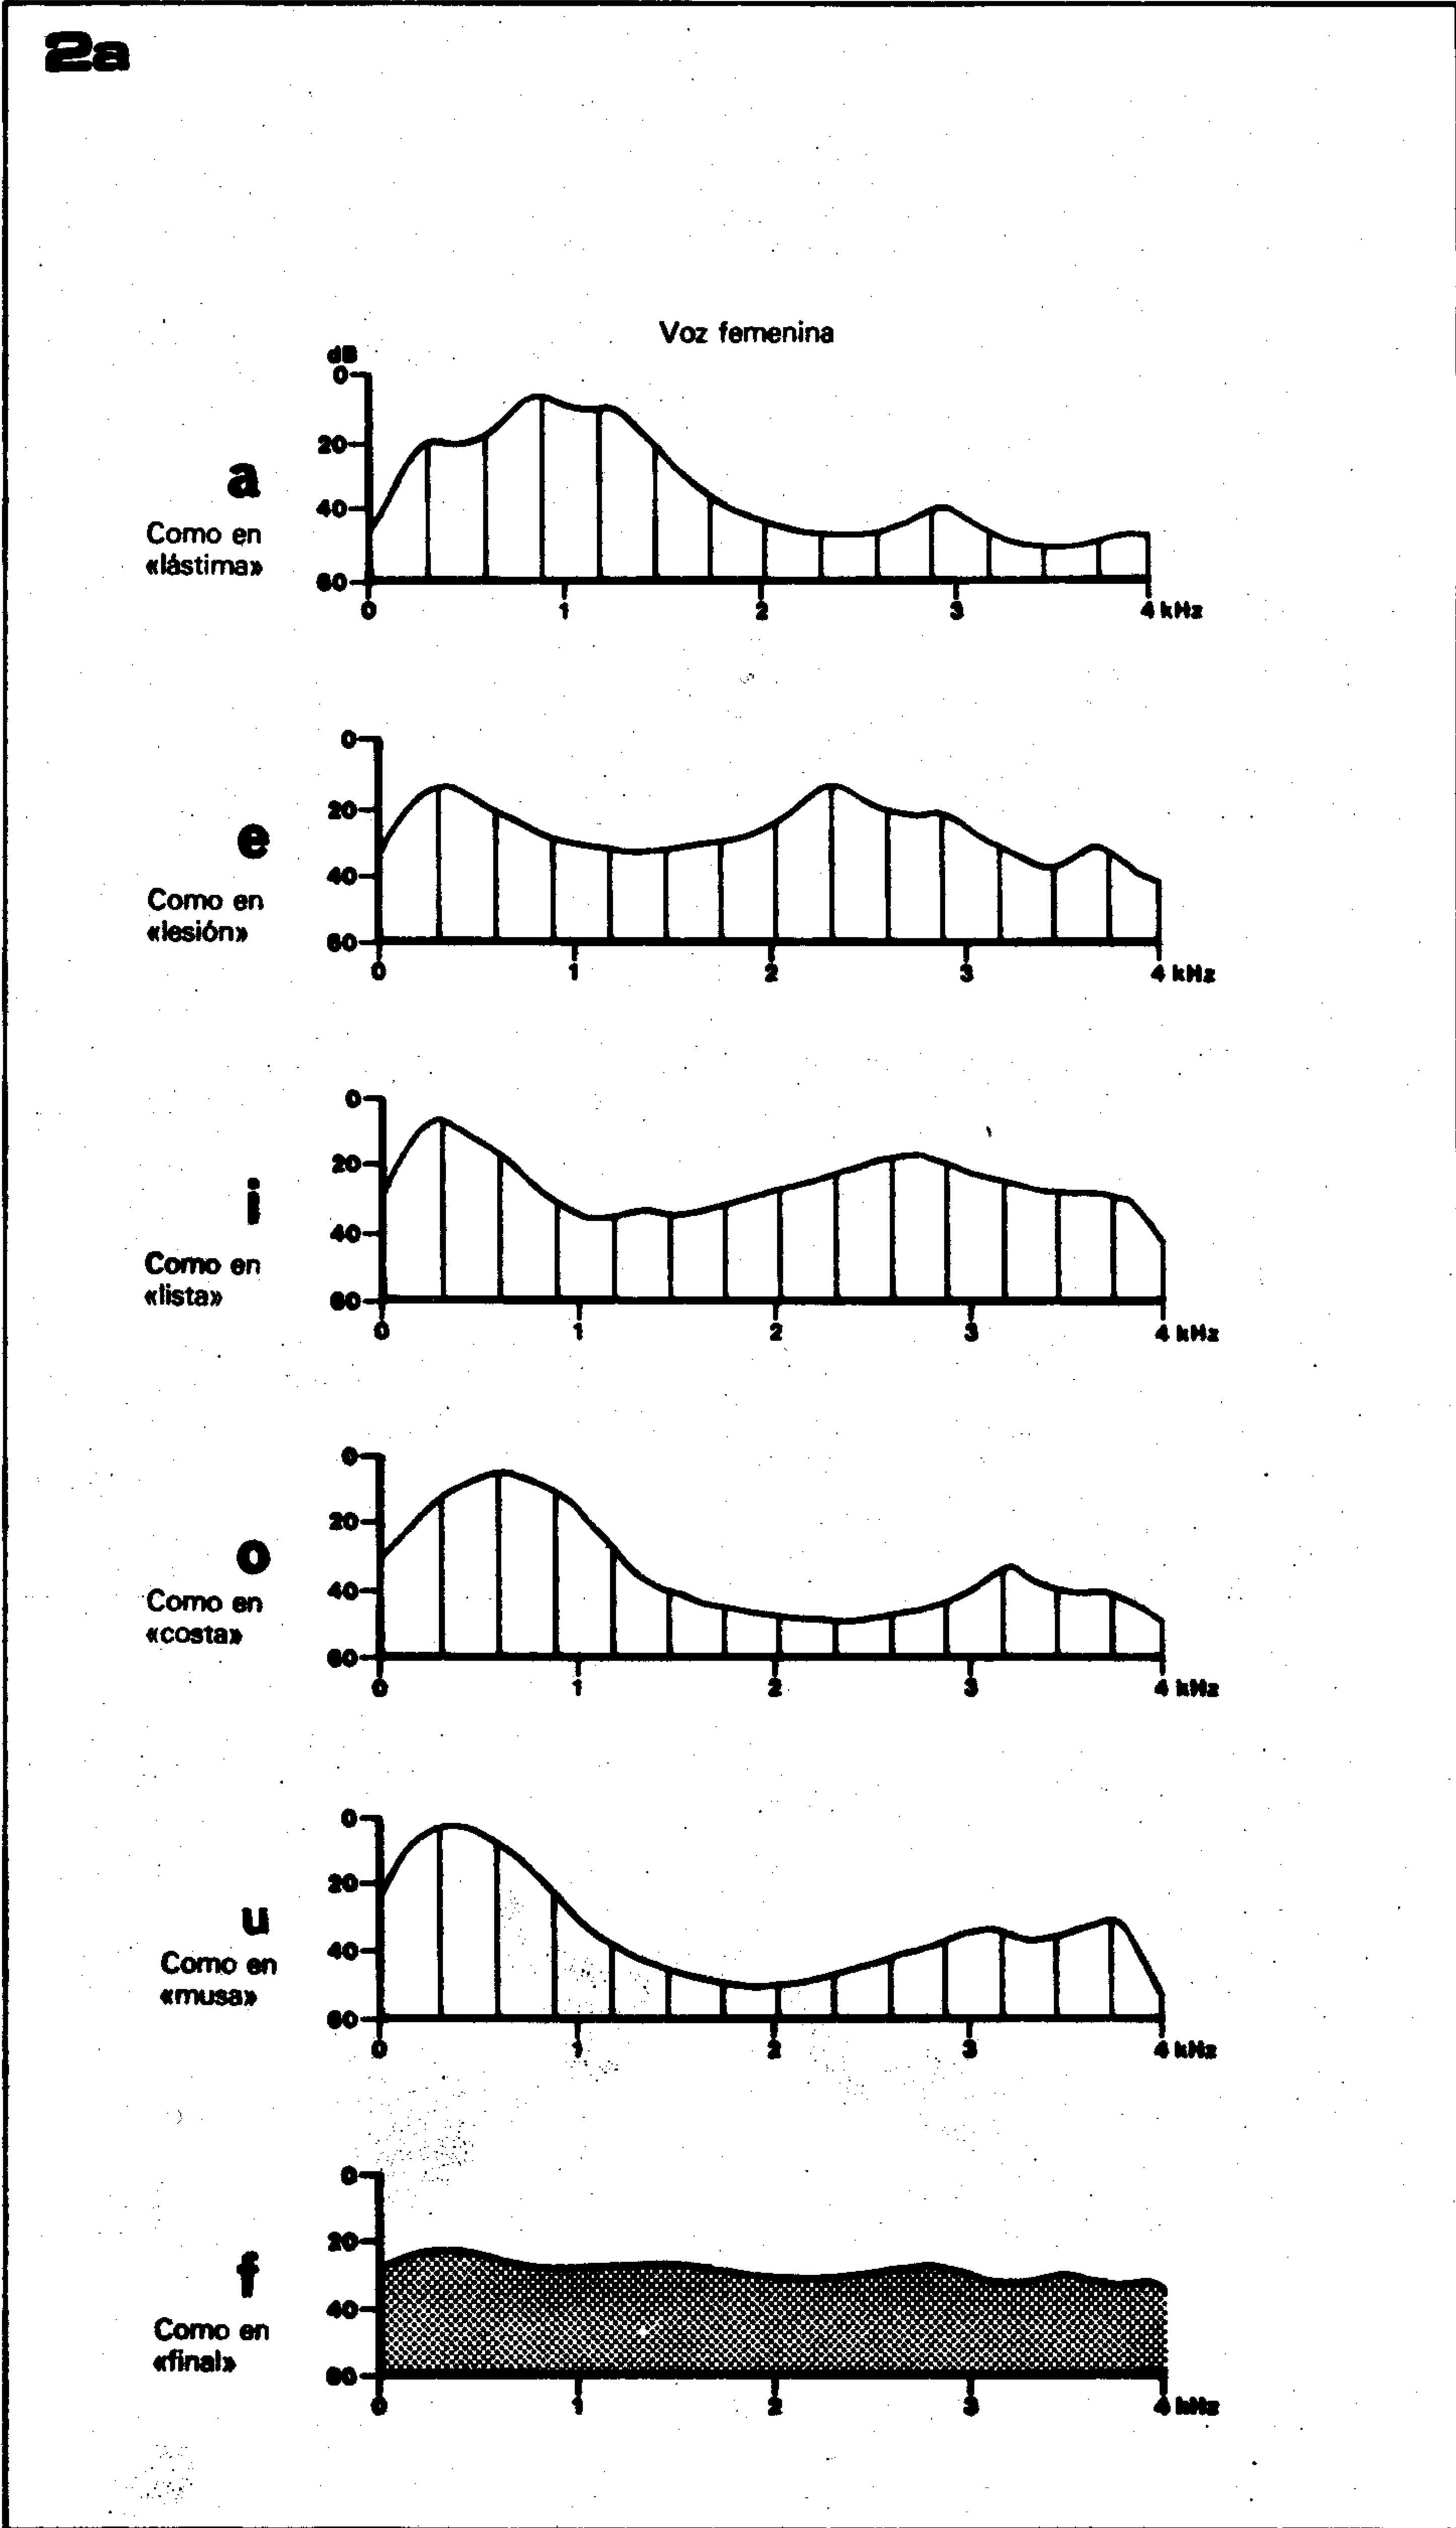 2a
Voz femenina
dB
0
20
40
60
a
Como en
«lástima»
0 1 2 3 4 kHz
0
20
40
60
e
Como en
«lesión»
0 1 2 3 4 kHz
0
20
40
60
i
Como en
«lista»
0 1 2 3 4 kHz
0
20
40
60
o
Como en
«costa»
0 1 2 3 4 kHz
0
20
40
60
u
Como en
«musa»
0 1 2 3 4 kHz
0
20
40
60
f
Como en
«final»
0 1 2 3 4 kHz